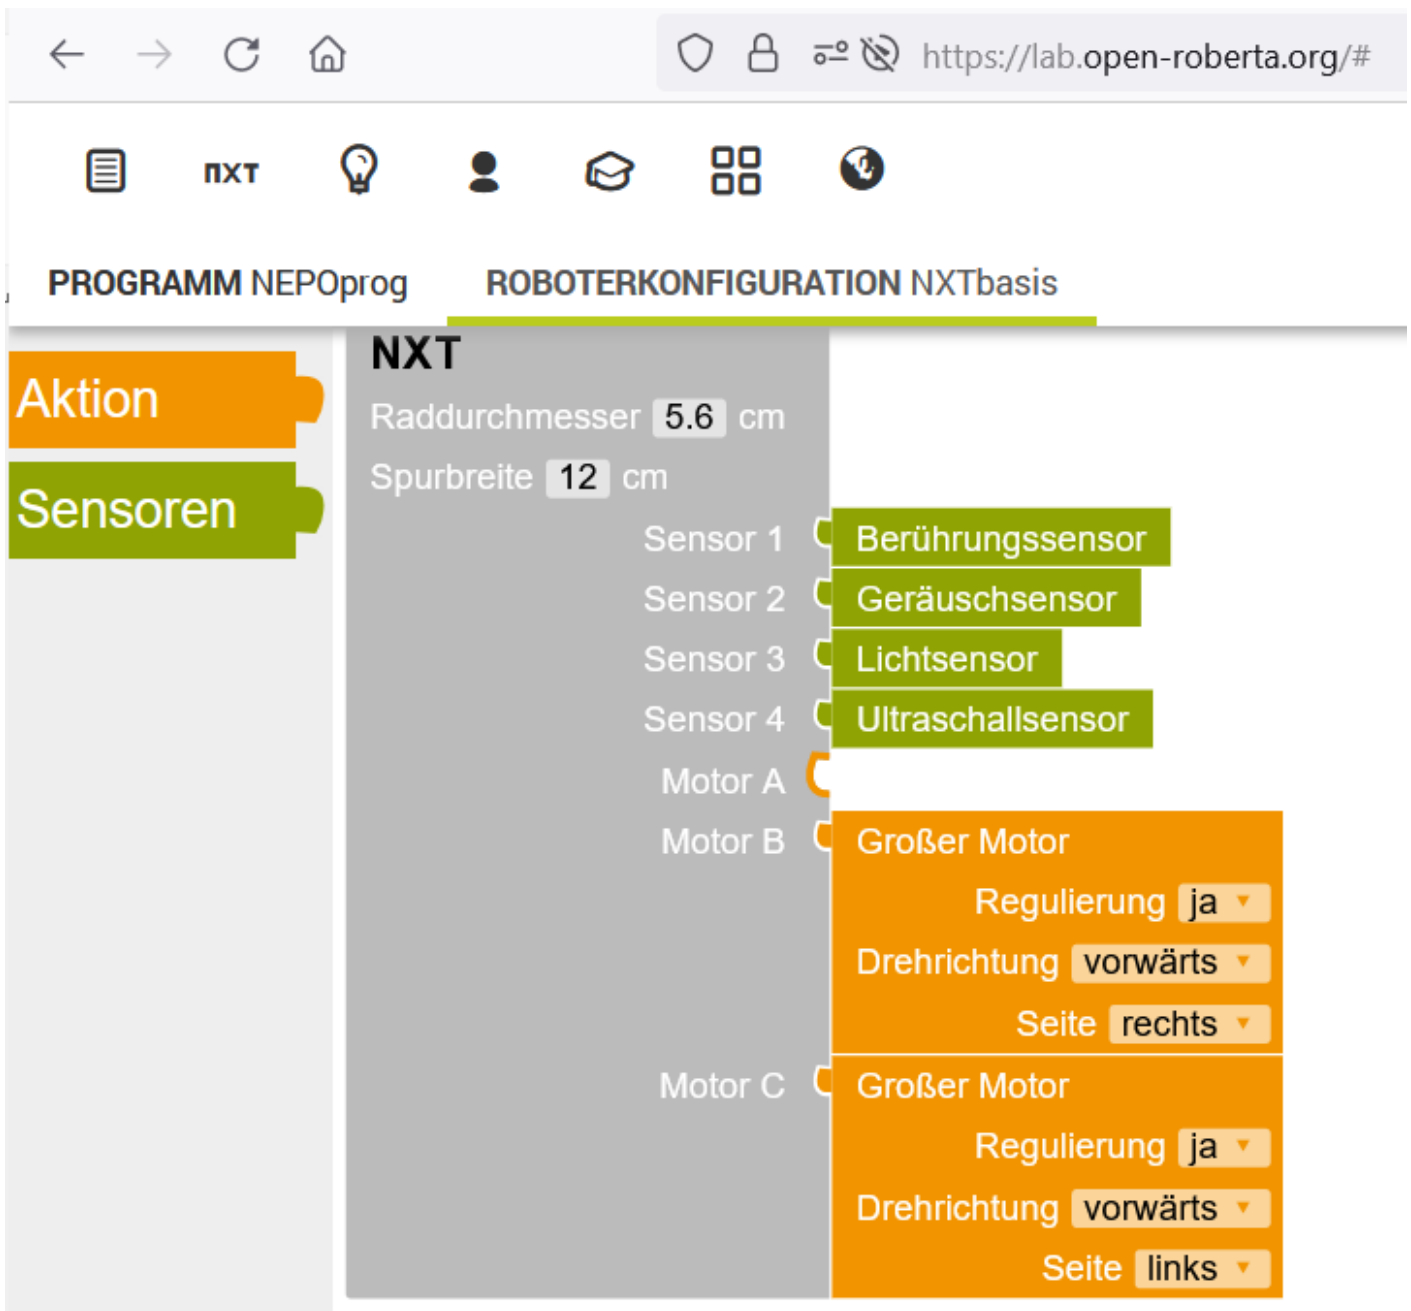 https://lab.open-roberta.org/#
nxt
PROGRAMM NEPOprog ROBOTERKONFIGURATION NXTbasis
Aktion
Sensoren
NXT
Raddurchmesser 5.6 cm
Spurbreite 12 cm
Sensor 1 Berührungssensor
Sensor 2 Geräuschsensor
Sensor 3 Lichtsensor
Sensor 4 Ultraschallsensor
Motor A
Motor B Großer Motor
Regulierung ja
Drehrichtung vorwärts
Seite rechts
Motor C Großer Motor
Regulierung ja
Drehrichtung vorwärts
Seite links